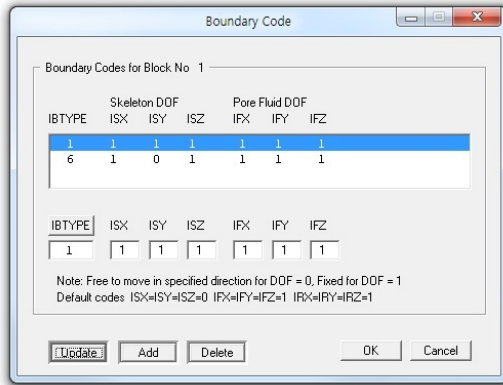 Boundary Code
Boundary Codes for Block No 1
Skeleton DOF Pore Fluid DOF
IBTYPE ISX ISY ISZ IFX IFY IFZ
1 1 1 1 1 1 1
6 1 0 1 1 1 1
IBTYPE ISX ISY ISZ IFX IFY IFZ
1 1 1 1 1 1 1
Note: Free to move in specified direction for DOF = 0, Fixed for DOF = 1
Default codes ISX=ISY=ISZ=0 IFX=IFY=IFZ=1 IRX=IRY=IRZ=1
Update Add Delete OK Cancel